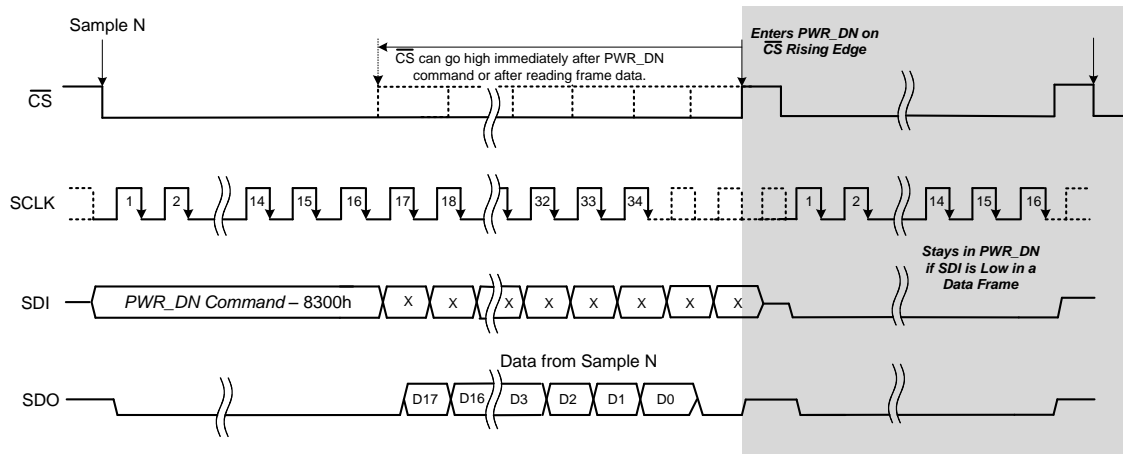 Sample N
CS can go high immediately after PWR_DN
command or after reading frame data.
Enters PWR_DN on
CS Rising Edge
CS
SCLK
1 2 14 15 16 17 18 32 33 34 1 2 14 15 16
Stays in PWR_DN
if SDI is Low in a
Data Frame
SDI
PWR_DN Command – 8300h X X X X X X X X
Data from Sample N
SDO
D17 D16 D3 D2 D1 D0